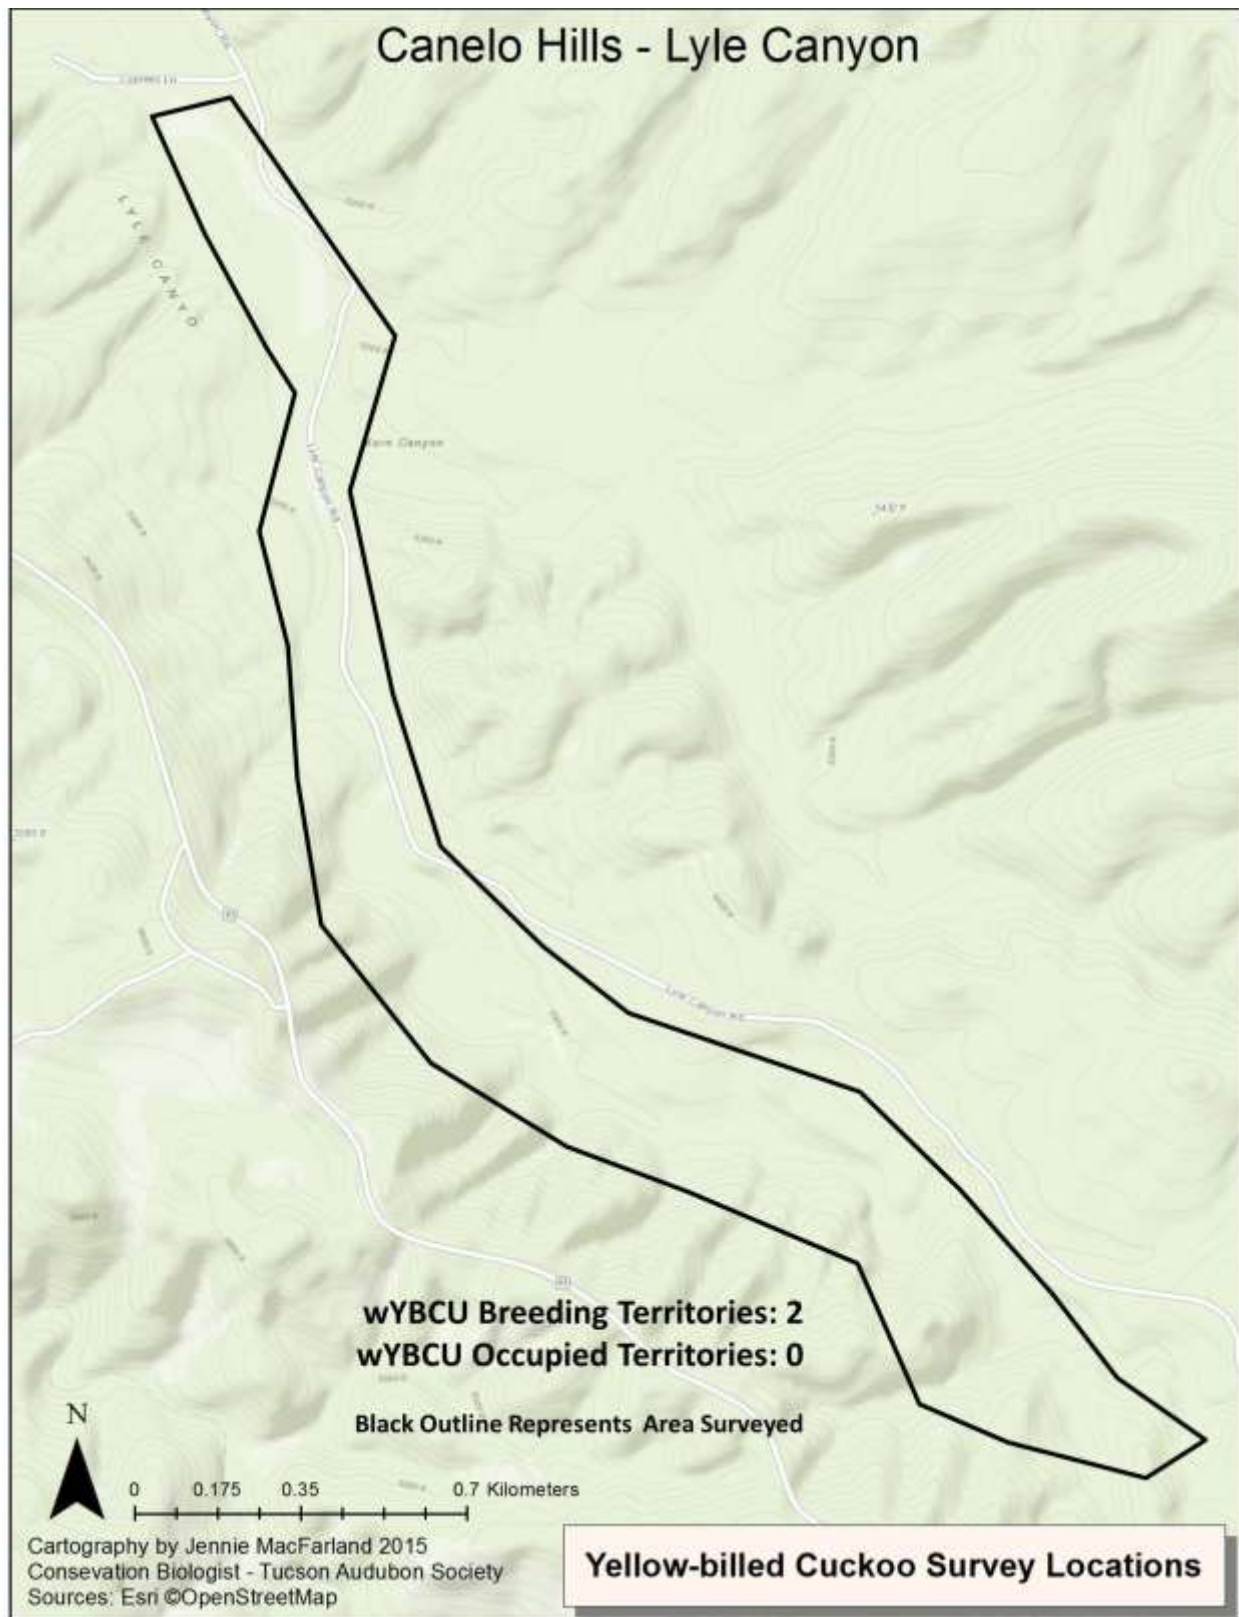 Canelo Hills - Lyle Canyon
LYLE CANYO
Lyle Canyon Rd
Lyle Canyon Rd
wYBCU Breeding Territories: 2
wYBCU Occupied Territories: 0
Black Outline Represents Area Surveyed
N
0 0.175 0.35 0.7 Kilometers
Cartography by Jennie MacFarland 2015
Consevation Biologist - Tucson Audubon Society
Sources: Esri ©OpenStreetMap
Yellow-billed Cuckoo Survey Locations